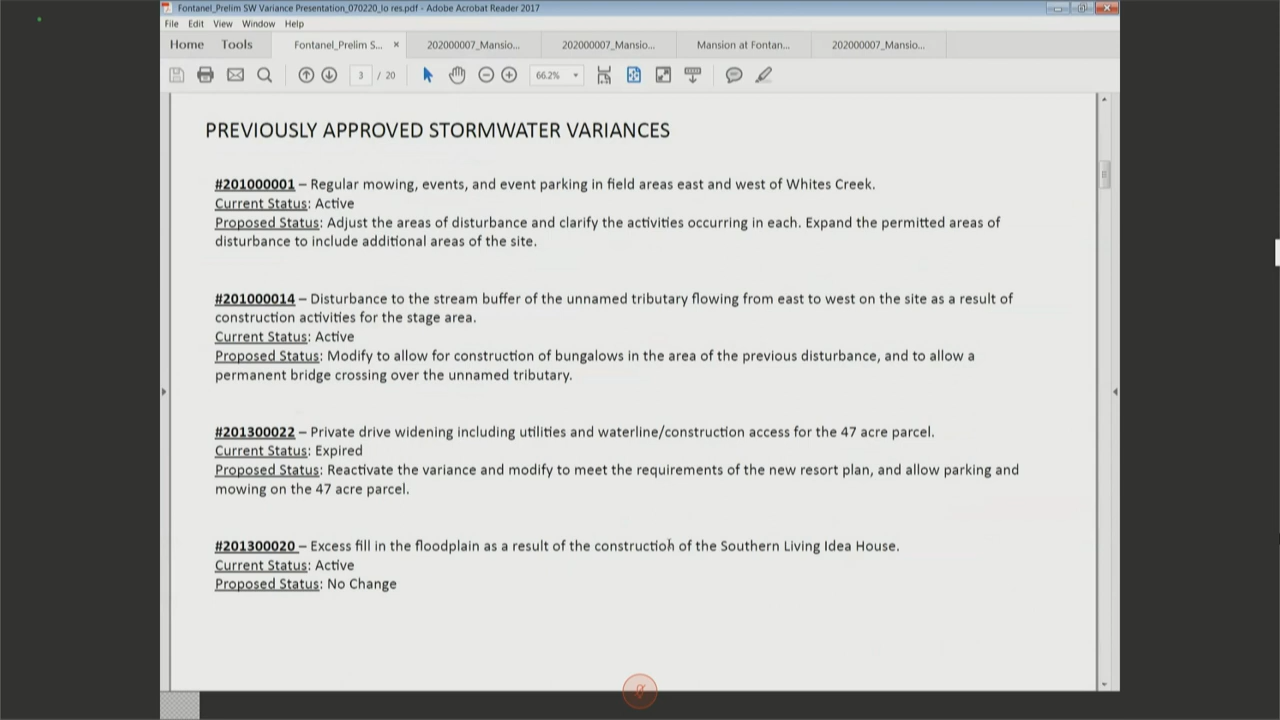 Fontanel_Prelim SW Variance Presentation_070220_lo res.pdf - Adobe Acrobat Reader 2017
File Edit View Window Help
Home Tools Fontanel_Prelim S... × 202000007_Mansio... 202000007_Mansio... Mansion at Fontan... 202000007_Mansio...
3 / 20 66.2%
PREVIOUSLY APPROVED STORMWATER VARIANCES
#201000001 – Regular mowing, events, and event parking in field areas east and west of Whites Creek.
Current Status: Active
Proposed Status: Adjust the areas of disturbance and clarify the activities occurring in each. Expand the permitted areas of
disturbance to include additional areas of the site.
#201000014 – Disturbance to the stream buffer of the unnamed tributary flowing from east to west on the site as a result of
construction activities for the stage area.
Current Status: Active
Proposed Status: Modify to allow for construction of bungalows in the area of the previous disturbance, and to allow a
permanent bridge crossing over the unnamed tributary.
#201300022 – Private drive widening including utilities and waterline/construction access for the 47 acre parcel.
Current Status: Expired
Proposed Status: Reactivate the variance and modify to meet the requirements of the new resort plan, and allow parking and
mowing on the 47 acre parcel.
#201300020 – Excess fill in the floodplain as a result of the construction of the Southern Living Idea House.
Current Status: Active
Proposed Status: No Change